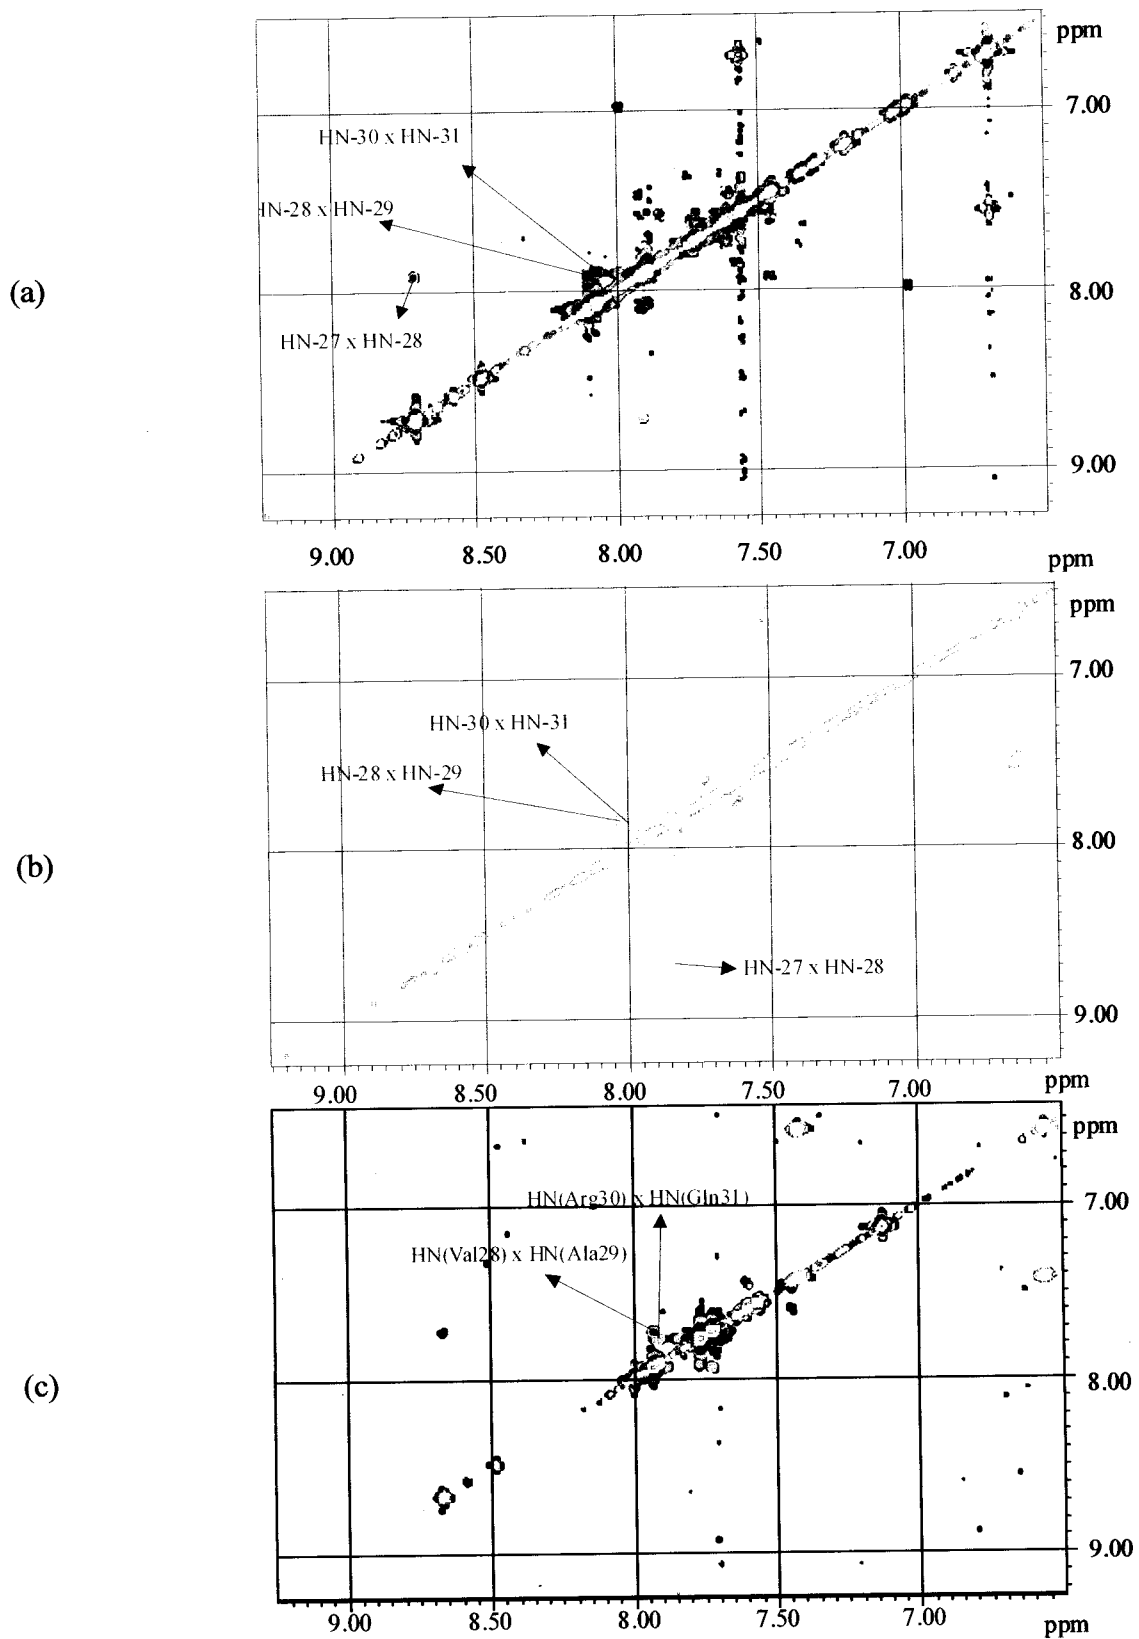 ppm
7.00
HN-30 x HN-31
HN-28 x HN-29
(a)
8.00
HN-27 x HN-28
9.00
9.00 8.50 8.00 7.50 7.00 ppm
ppm
7.00
HN-30 x HN-31
HN-28 x HN-29
8.00
(b)
HN-27 x HN-28
9.00
9.00 8.50 8.00 7.50 7.00 ppm
ppm
HN(Arg30) x HN(Gln31)
7.00
HN(Val28) x HN(Ala29)
8.00
(c)
9.00
9.00 8.50 8.00 7.50 7.00 ppm